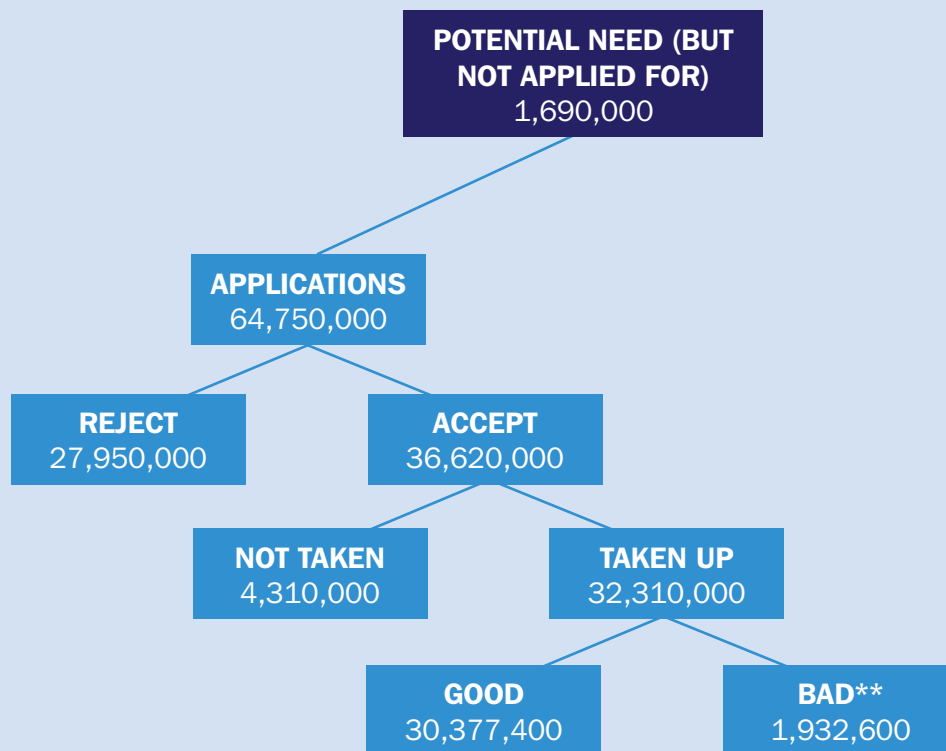 POTENTIAL NEED (BUT
NOT APPLIED FOR)
1,690,000
APPLICATIONS
64,750,000
REJECT
27,950,000
ACCEPT
36,620,000
NOT TAKEN
4,310,000
TAKEN UP
32,310,000
GOOD
30,377,400
BAD**
1,932,600